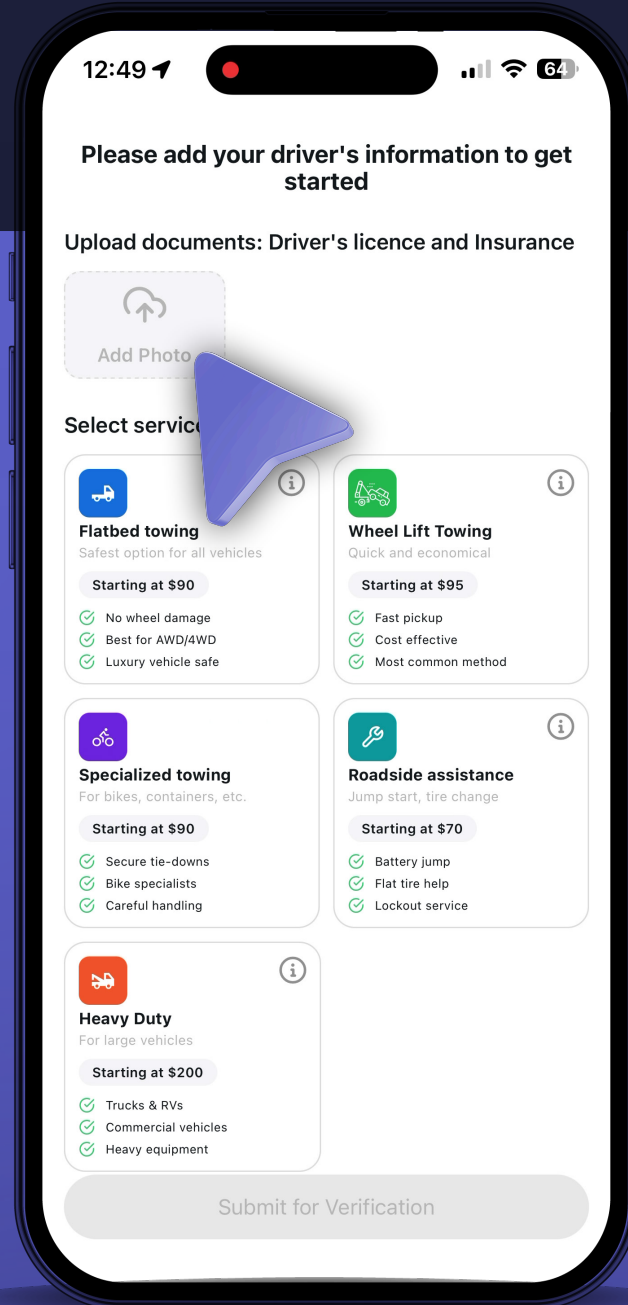 12:49
64
Please add your driver's information to get
started
Upload documents: Driver's licence and Insurance
Add Photo
Select
Flatbed towing
Safest option for all vehicles
Starting at $90
No wheel damage
Best for AWD/4WD
Luxury vehicle safe
Wheel Lift Towing
Quick and economical
Starting at $95
Fast pickup
Cost effective
Most common method
Specialized towing
For bikes, containers, etc.
Starting at $90
Secure tie-downs
Bike specialists
Careful handling
Roadside assistance
Jump start, tire change
Starting at $70
Battery jump
Flat tire help
Lockout service
Heavy Duty
For large vehicles
Starting at $200
Trucks & RVs
Commercial vehicles
Heavy equipment
Submit for Verification